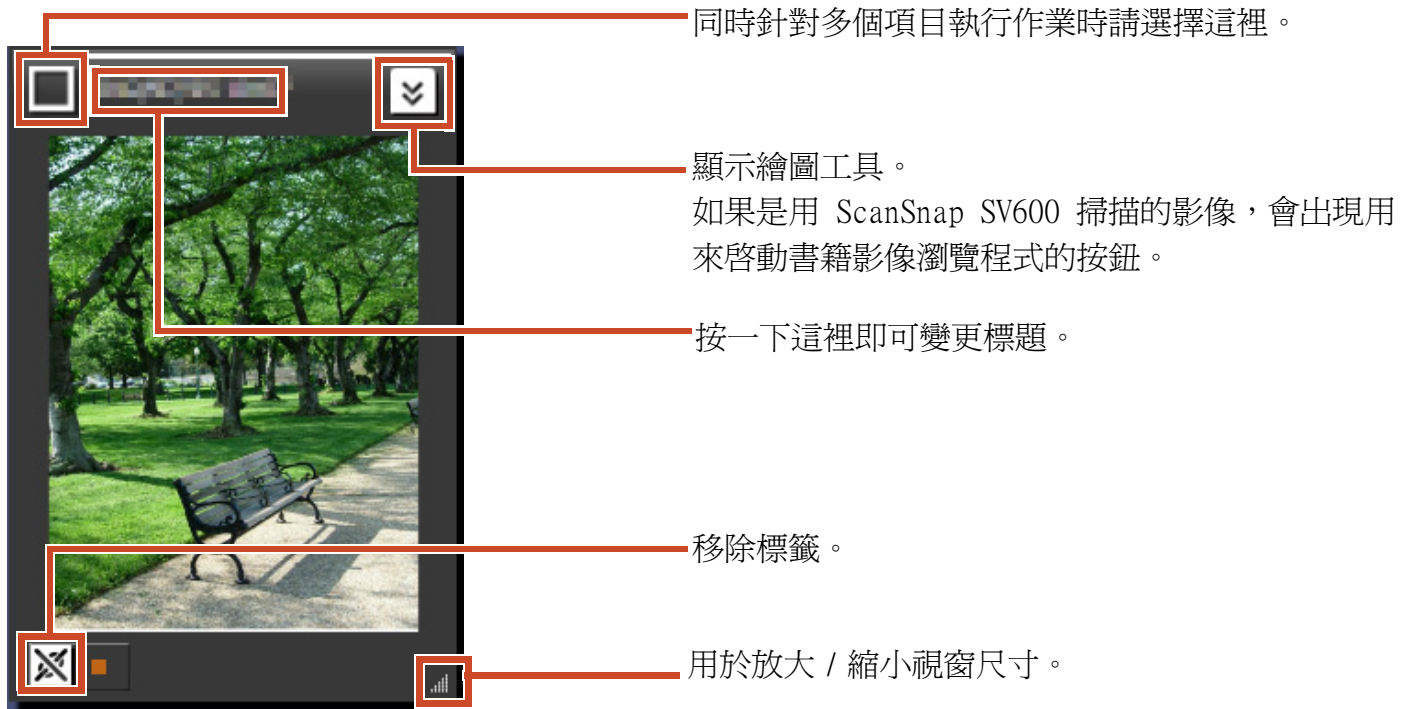 同時針對多個項目執行作業時請選擇這裡。
顯示繪圖工具。
如果是用 ScanSnap SV600 掃描的影像，會出現用
來啓動書籍影像瀏覽程式的按鈕。
按一下這裡即可變更標題。
移除標籤。
用於放大 / 縮小視窗尺寸。